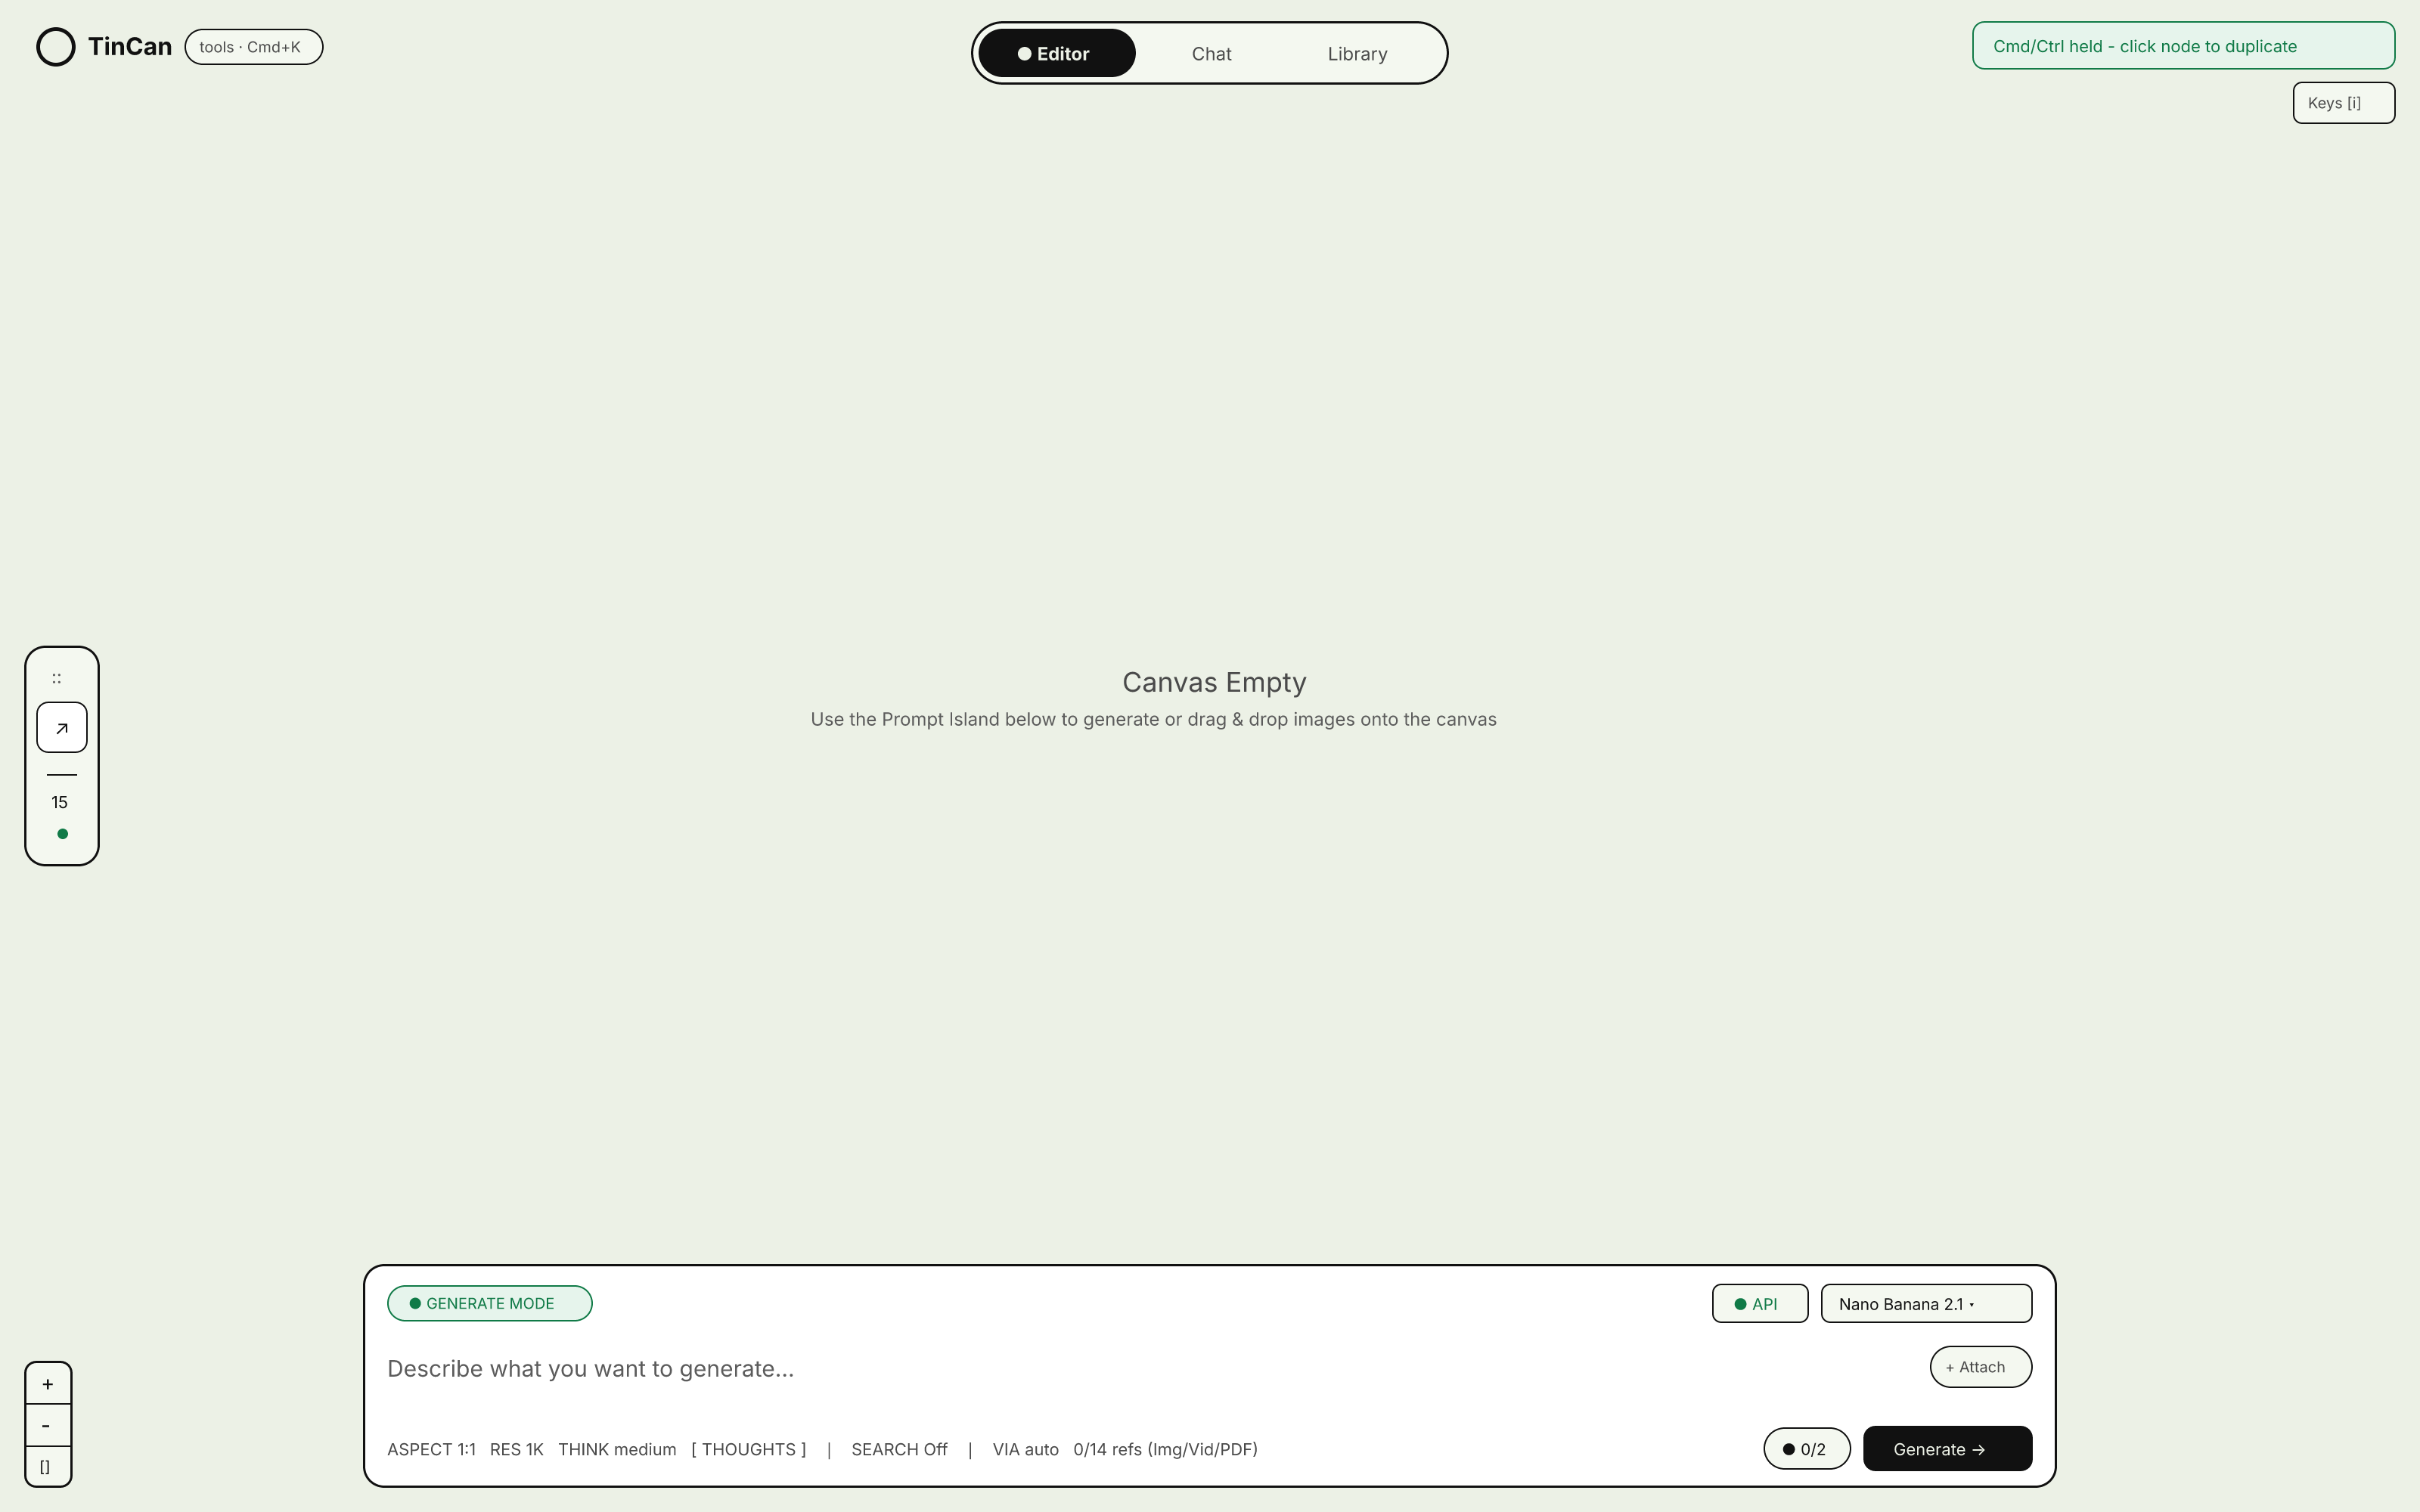 TinCan
tools · Cmd+K
Editor
Chat
Library
Cmd/Ctrl held - click node to duplicate
Keys [i]
::
↗
15
Canvas Empty
Use the Prompt Island below to generate or drag & drop images onto the canvas
GENERATE MODE
API
Nano Banana 2.1 ·
Describe what you want to generate...
+ Attach
+
-
[]
ASPECT 1:1 RES 1K THINK medium [ THOUGHTS ] | SEARCH Off | VIA auto 0/14 refs (Img/Vid/PDF)
0/2
Generate →